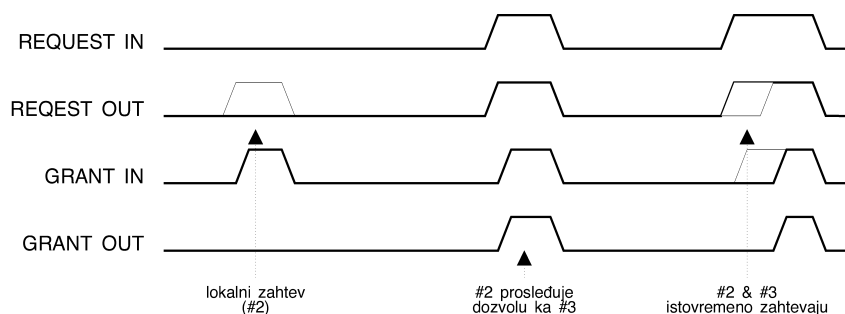 REQUEST IN
REQEST OUT
GRANT IN
GRANT OUT
lokalni zahtev
(#2)
#2 prosleđuje
dozvolu ka #3
#2 & #3
istovremeno zahtevaju